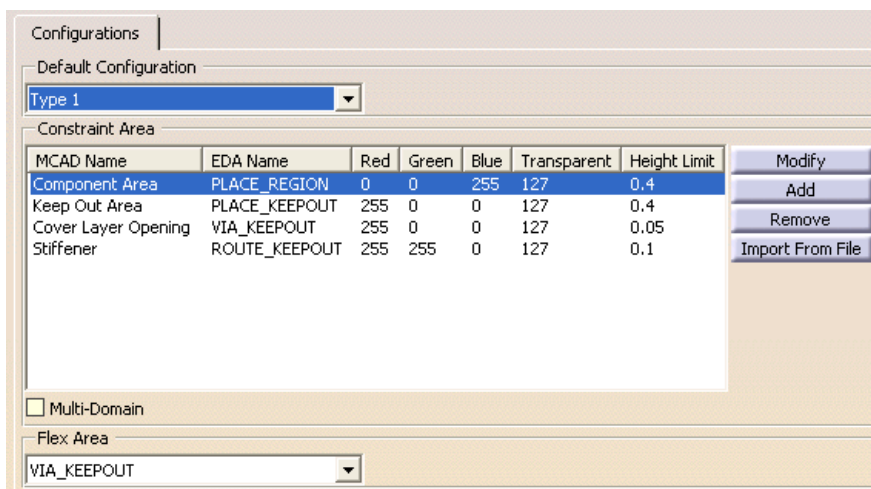 Configurations
Default Configuration
Type 1
Constraint Area
MCAD Name EDA Name Red Green Blue Transparent Height Limit Modify
Component Area PLACE_REGION 0 0 255 127 0.4 Add
Keep Out Area PLACE_KEEPOUT 255 0 0 127 0.4
Cover Layer Opening VIA_KEEPOUT 255 0 0 127 0.05 Remove
Stiffener ROUTE_KEEPOUT 255 255 0 127 0.1 Import From File
Multi-Domain
Flex Area
VIA_KEEPOUT